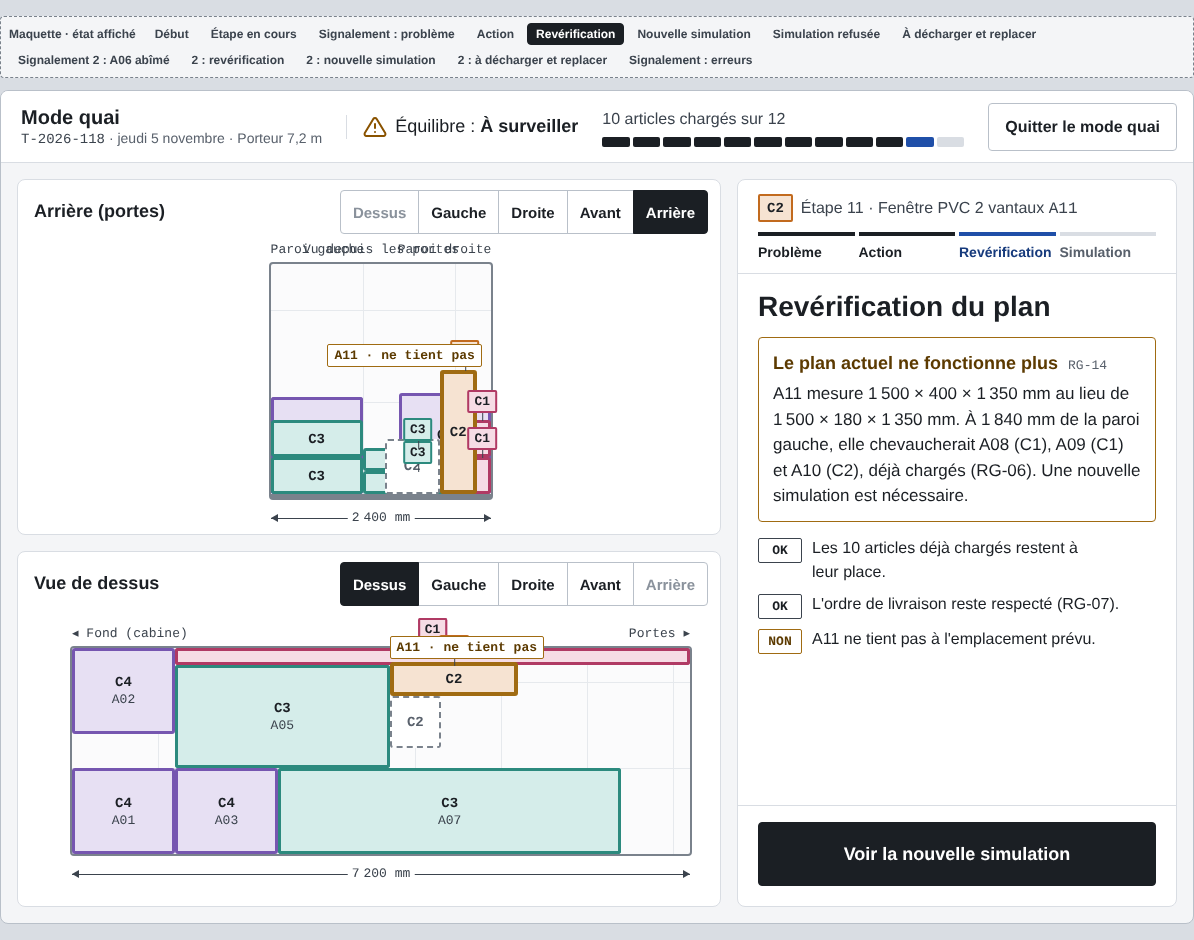 Maquette · état affiché Début Étape en cours Signalement : problème Action Revérification Nouvelle simulation Simulation refusée À décharger et replacer
Signalement 2 : A06 abîmé 2 : revérification 2 : nouvelle simulation 2 : à décharger et replacer Signalement : erreurs
Mode quai
T-2026-118 · jeudi 5 novembre · Porteur 7,2 m
Équilibre : À surveiller
10 articles chargés sur 12
Quitter le mode quai
Arrière (portes)
Dessus Gauche Droite Avant Arrière
Paroi gauche Vu depuis les portes Paroi droite
A11 · ne tient pas
C1
C3
C2
C3
C1
C3
C4
C3
2 400 mm
Vue de dessus
Dessus Gauche Droite Avant Arrière
C1
◄ Fond (cabine)
Portes ►
A11 · ne tient pas
C4
A02
C3
A05
C2
C2
C4
A01
C4
A03
C3
A07
7 200 mm
C2 Étape 11 · Fenêtre PVC 2 vantaux A11
Problème Action Revérification Simulation
Revérification du plan
Le plan actuel ne fonctionne plus RG-14
A11 mesure 1 500 × 400 × 1 350 mm au lieu de
1 500 × 180 × 1 350 mm. À 1 840 mm de la paroi
gauche, elle chevaucherait A08 (C1), A09 (C1)
et A10 (C2), déjà chargés (RG-06). Une nouvelle
simulation est nécessaire.
OK Les 10 articles déjà chargés restent à
leur place.
OK L'ordre de livraison reste respecté (RG-07).
NON A11 ne tient pas à l'emplacement prévu.
Voir la nouvelle simulation